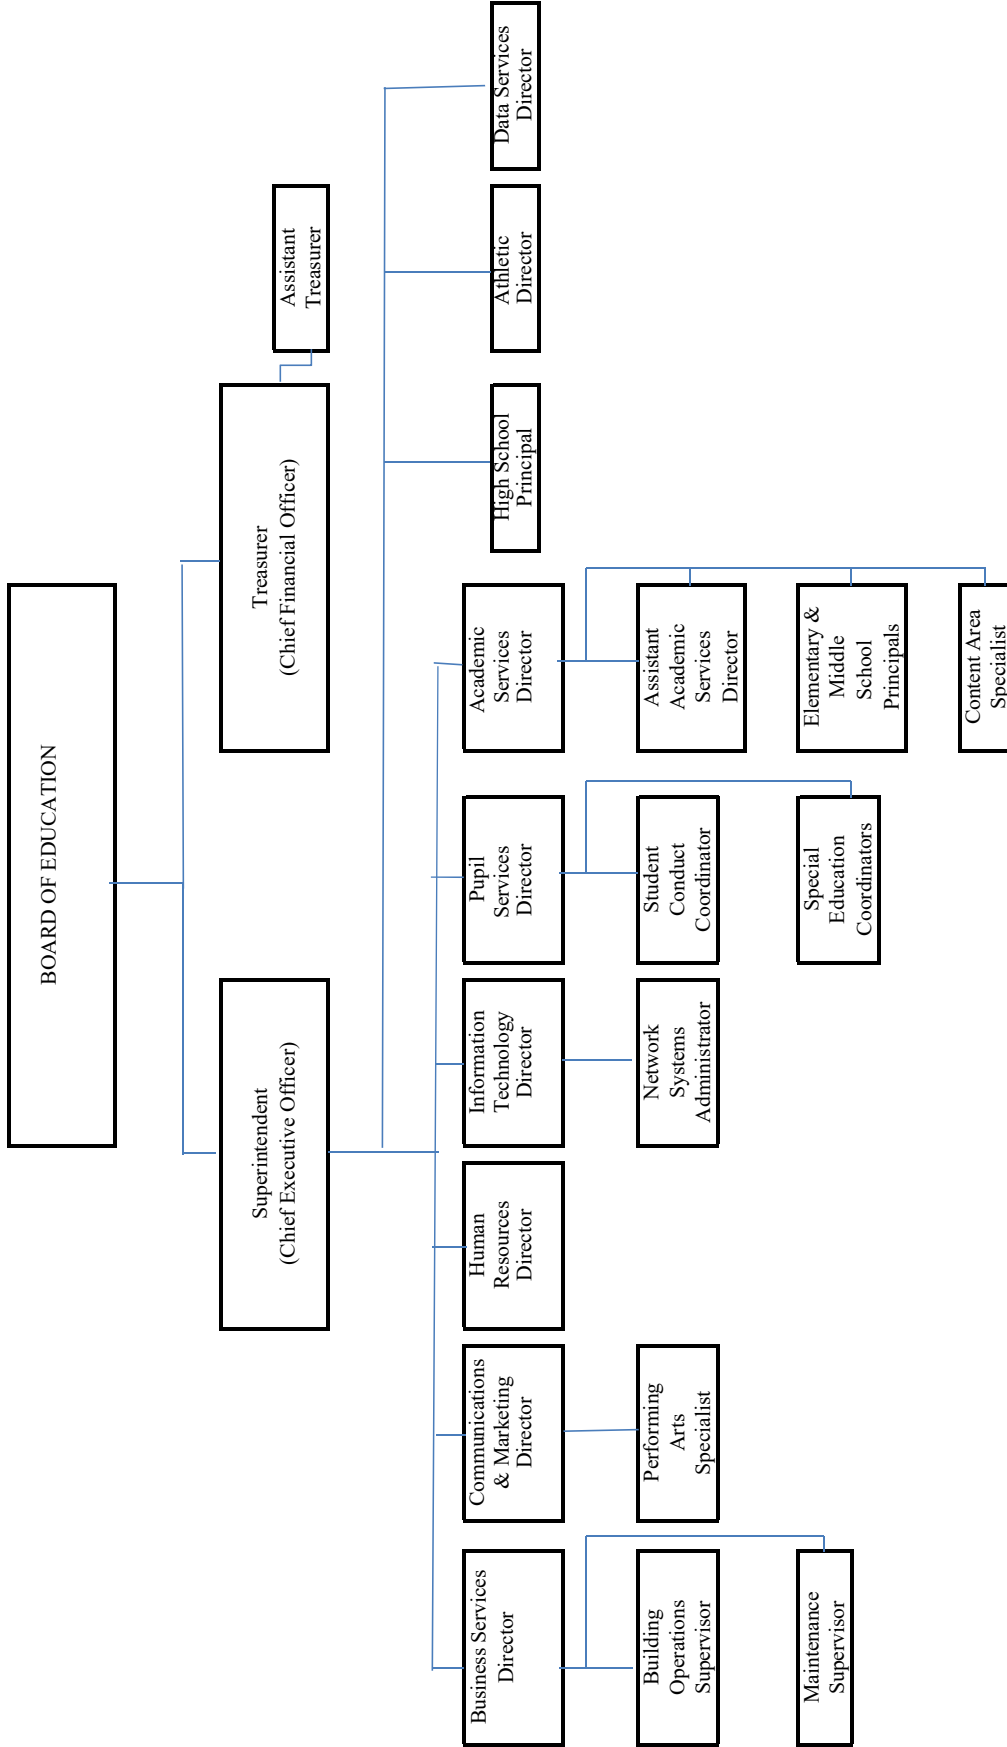 BOARD OF EDUCATION
Superintendent
(Chief Executive Officer)
Treasurer
(Chief Financial Officer)
Assistant
Treasurer
Business Services
Director
Communications
& Marketing
Director
Human
Resources
Director
Information
Technology
Director
Pupil
Services
Director
Academic
Services
Director
High School
Principal
Athletic
Director
Data Services
Director
Building
Operations
Supervisor
Performing
Arts
Specialist
Network
Systems
Administrator
Student
Conduct
Coordinator
Assistant
Academic
Services
Director
Maintenance
Supervisor
Special
Education
Coordinators
Elementary &
Middle
School
Principals
Content Area
Specialist